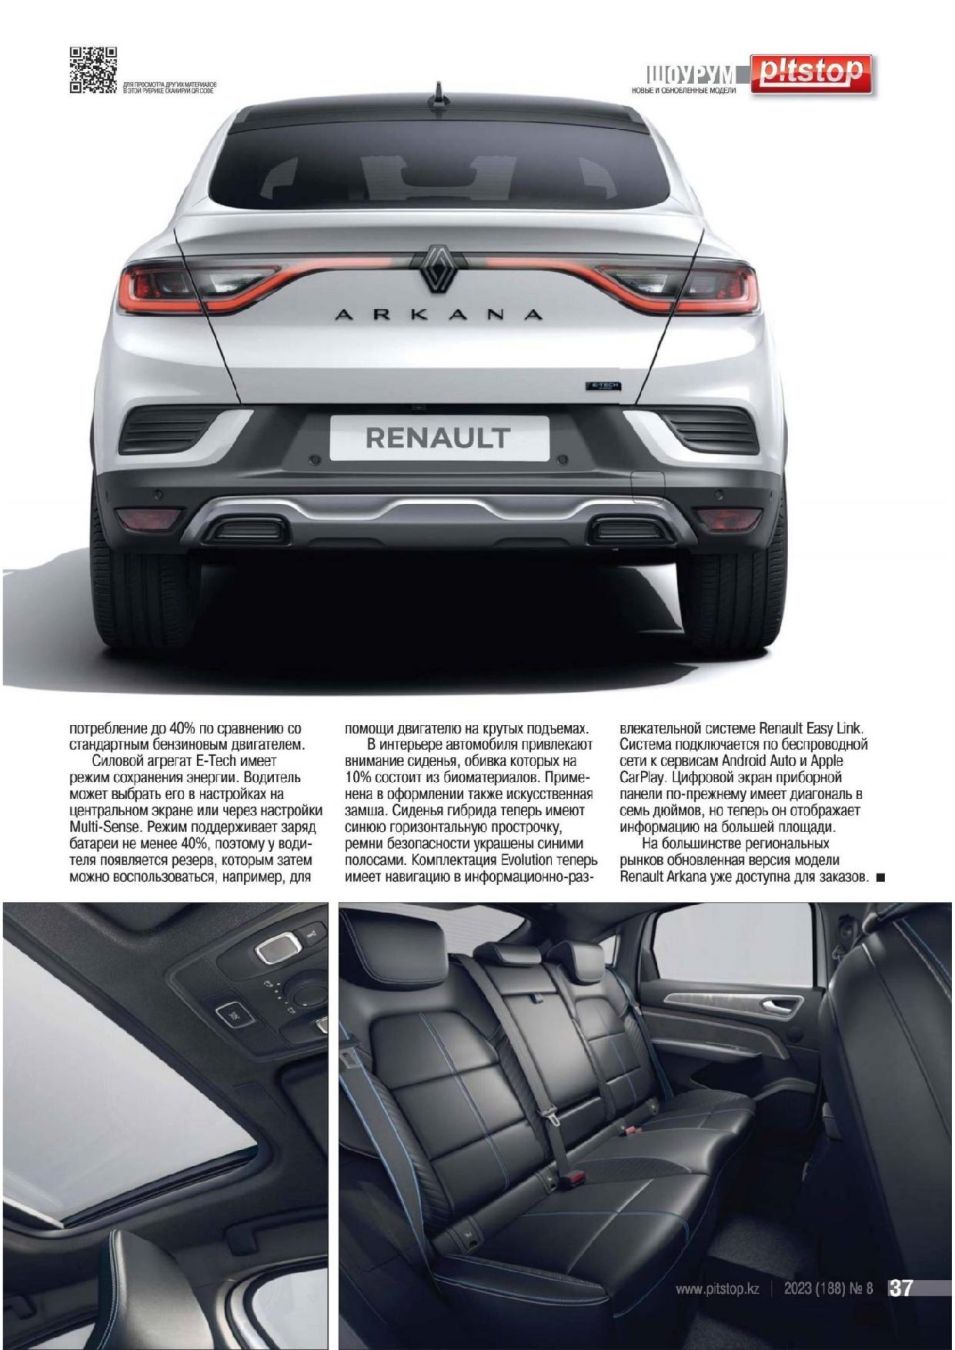 ДЛЯ ПРОСМОТРА ДРУГИХ МАТЕРИАЛОВ
В ЭТОЙ РУБРИКЕ СКАНИРУЙ QR CODE
ШОУРУМ
НОВЫЕ И ОБНОВЛЕННЫЕ МОДЕЛИ
p!tstop
ARKANA
E-TECH
RENAULT
потребление до 40% по сравнению со
стандартным бензиновым двигателем.
Силовой агрегат E-Tech имеет
режим сохранения энергии. Водитель
может выбрать его в настройках на
центральном экране или через настройки
Multi-Sense. Режим поддерживает заряд
батареи не менее 40%, поэтому у води-
теля появляется резерв, которым затем
можно воспользоваться, например, для
помощи двигателю на крутых подъемах.
В интерьере автомобиля привлекают
внимание сиденья, обивка которых на
10% состоит из биоматериалов. Приме-
нена в оформлении также искусственная
замша. Сиденья гибрида теперь имеют
синюю горизонтальную прострочку,
ремни безопасности украшены синими
полосами. Комплектация Evolution теперь
имеет навигацию в информационно-раз-
влекательной системе Renault Easy Link.
Система подключается по беспроводной
сети к сервисам Android Auto и Apple
CarPlay. Цифровой экран приборной
панели по-прежнему имеет диагональ в
семь дюймов, но теперь он отображает
информацию на большей площади.
На большинстве региональных
рынков обновленная версия модели
Renault Arkana уже доступна для заказов. ■
www.pitstop.kz | 2023 (188) № 8 37